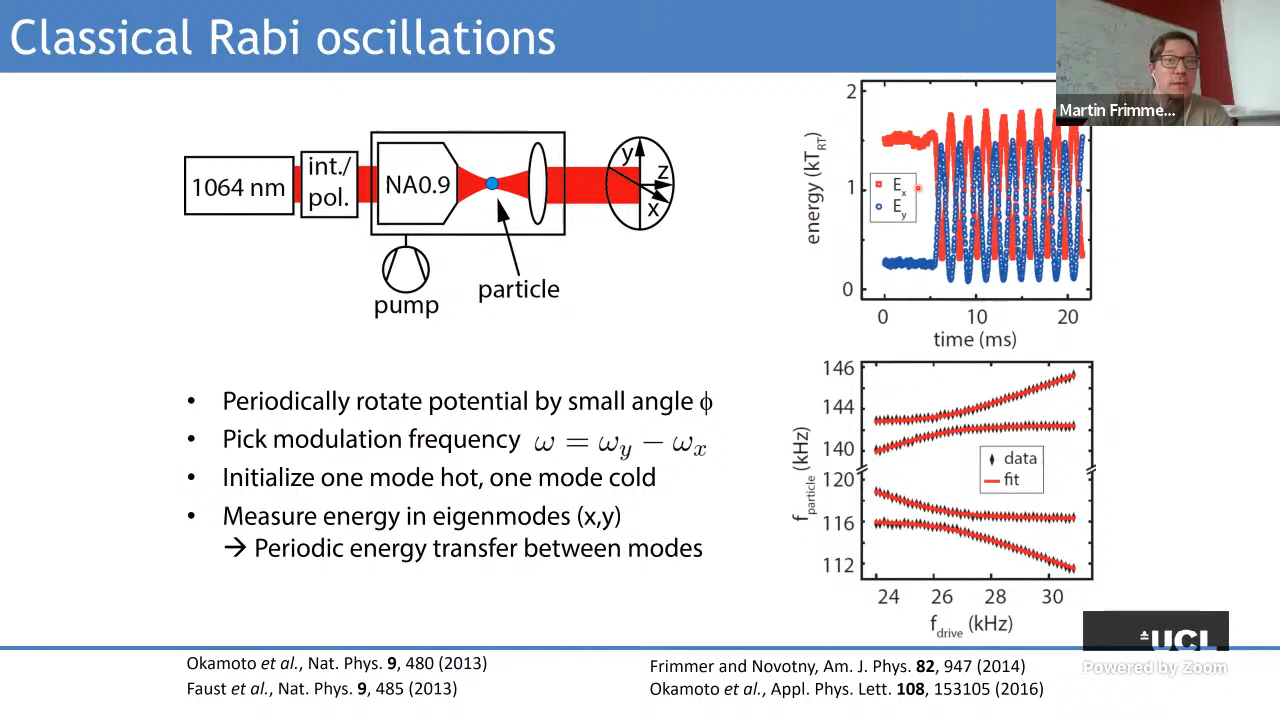 Classical Rabi oscillations
Martin Frimme...
1064 nm
int./
pol.
NA0.9
y
z
x
pump
particle
2
1
0
energy (kT_RT)
E_x
E_y
0 10 20
time (ms)
• Periodically rotate potential by small angle ϕ
• Pick modulation frequency ω = ω_y − ω_x
• Initialize one mode hot, one mode cold
• Measure energy in eigenmodes (x,y)
→ Periodic energy transfer between modes
146
144
140
120
116
112
f_particle (kHz)
data
fit
24 26 28 30
f_drive (kHz)
UCL
Powered by Zoom
Okamoto et al., Nat. Phys. 9, 480 (2013)
Faust et al., Nat. Phys. 9, 485 (2013)
Frimmer and Novotny, Am. J. Phys. 82, 947 (2014)
Okamoto et al., Appl. Phys. Lett. 108, 153105 (2016)